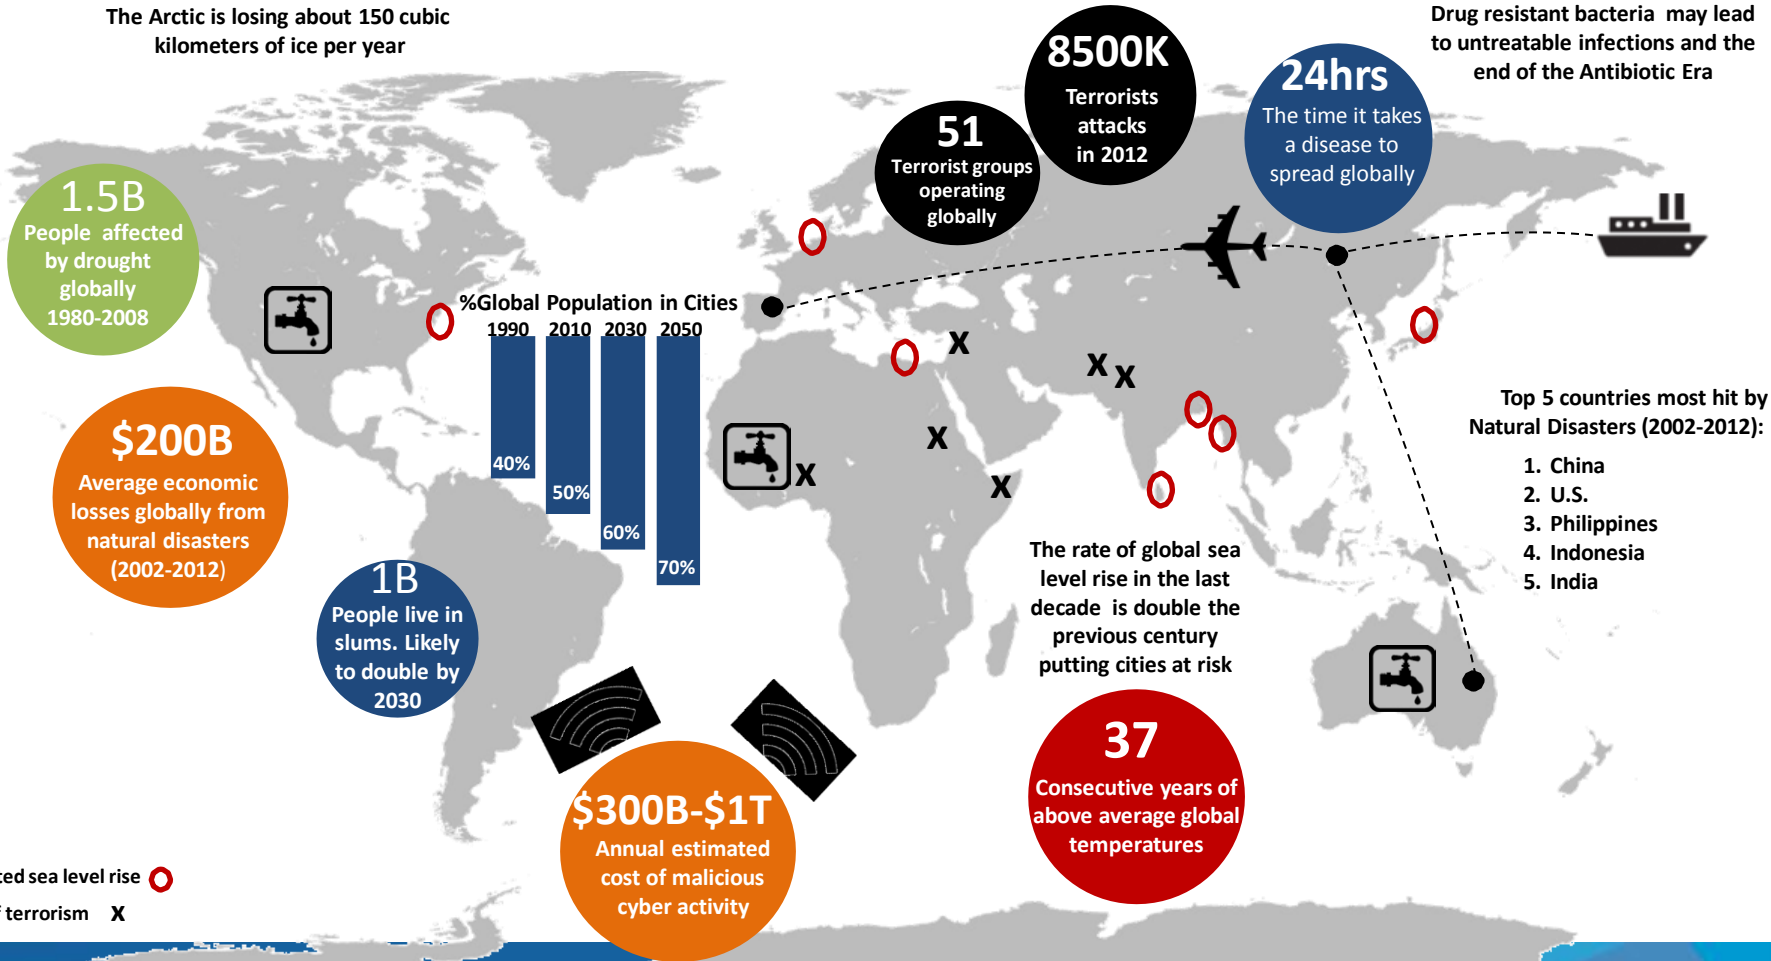 The Arctic is losing about 150 cubic
kilometers of ice per year
Drug resistant bacteria may lead
to untreatable infections and the
end of the Antibiotic Era
8500K
Terrorists
attacks
in 2012
51
Terrorist groups
operating
globally
24hrs
The time it takes
a disease to
spread globally
1.5B
People affected
by drought
globally
1980-2008
%Global Population in Cities
1990 2010 2030 2050
40%
50%
60%
70%
$200B
Average economic
losses globally from
natural disasters
(2002-2012)
Top 5 countries most hit by
Natural Disasters (2002-2012):
1. China
2. U.S.
3. Philippines
4. Indonesia
5. India
1B
People live in
slums. Likely
to double by
2030
The rate of global sea
level rise in the last
decade is double the
previous century
putting cities at risk
37
Consecutive years of
above average global
temperatures
$300B-$1T
Annual estimated
cost of malicious
cyber activity
sea level rise
terrorism X